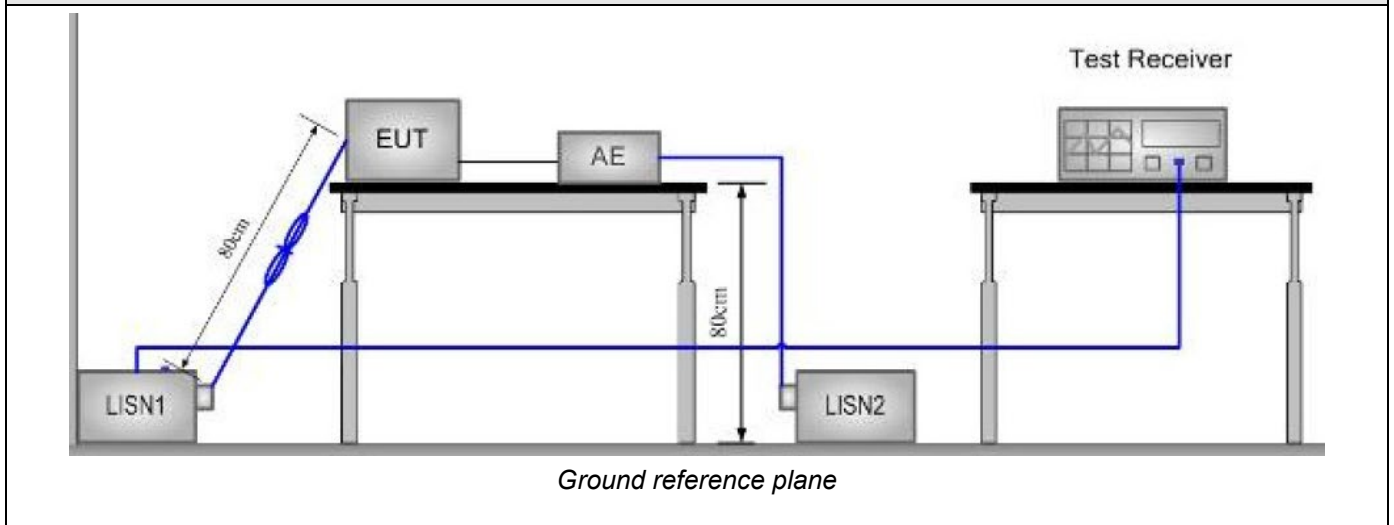 Test Receiver
EUT
AE
80cm
80cm
LISN1
LISN2
Ground reference plane